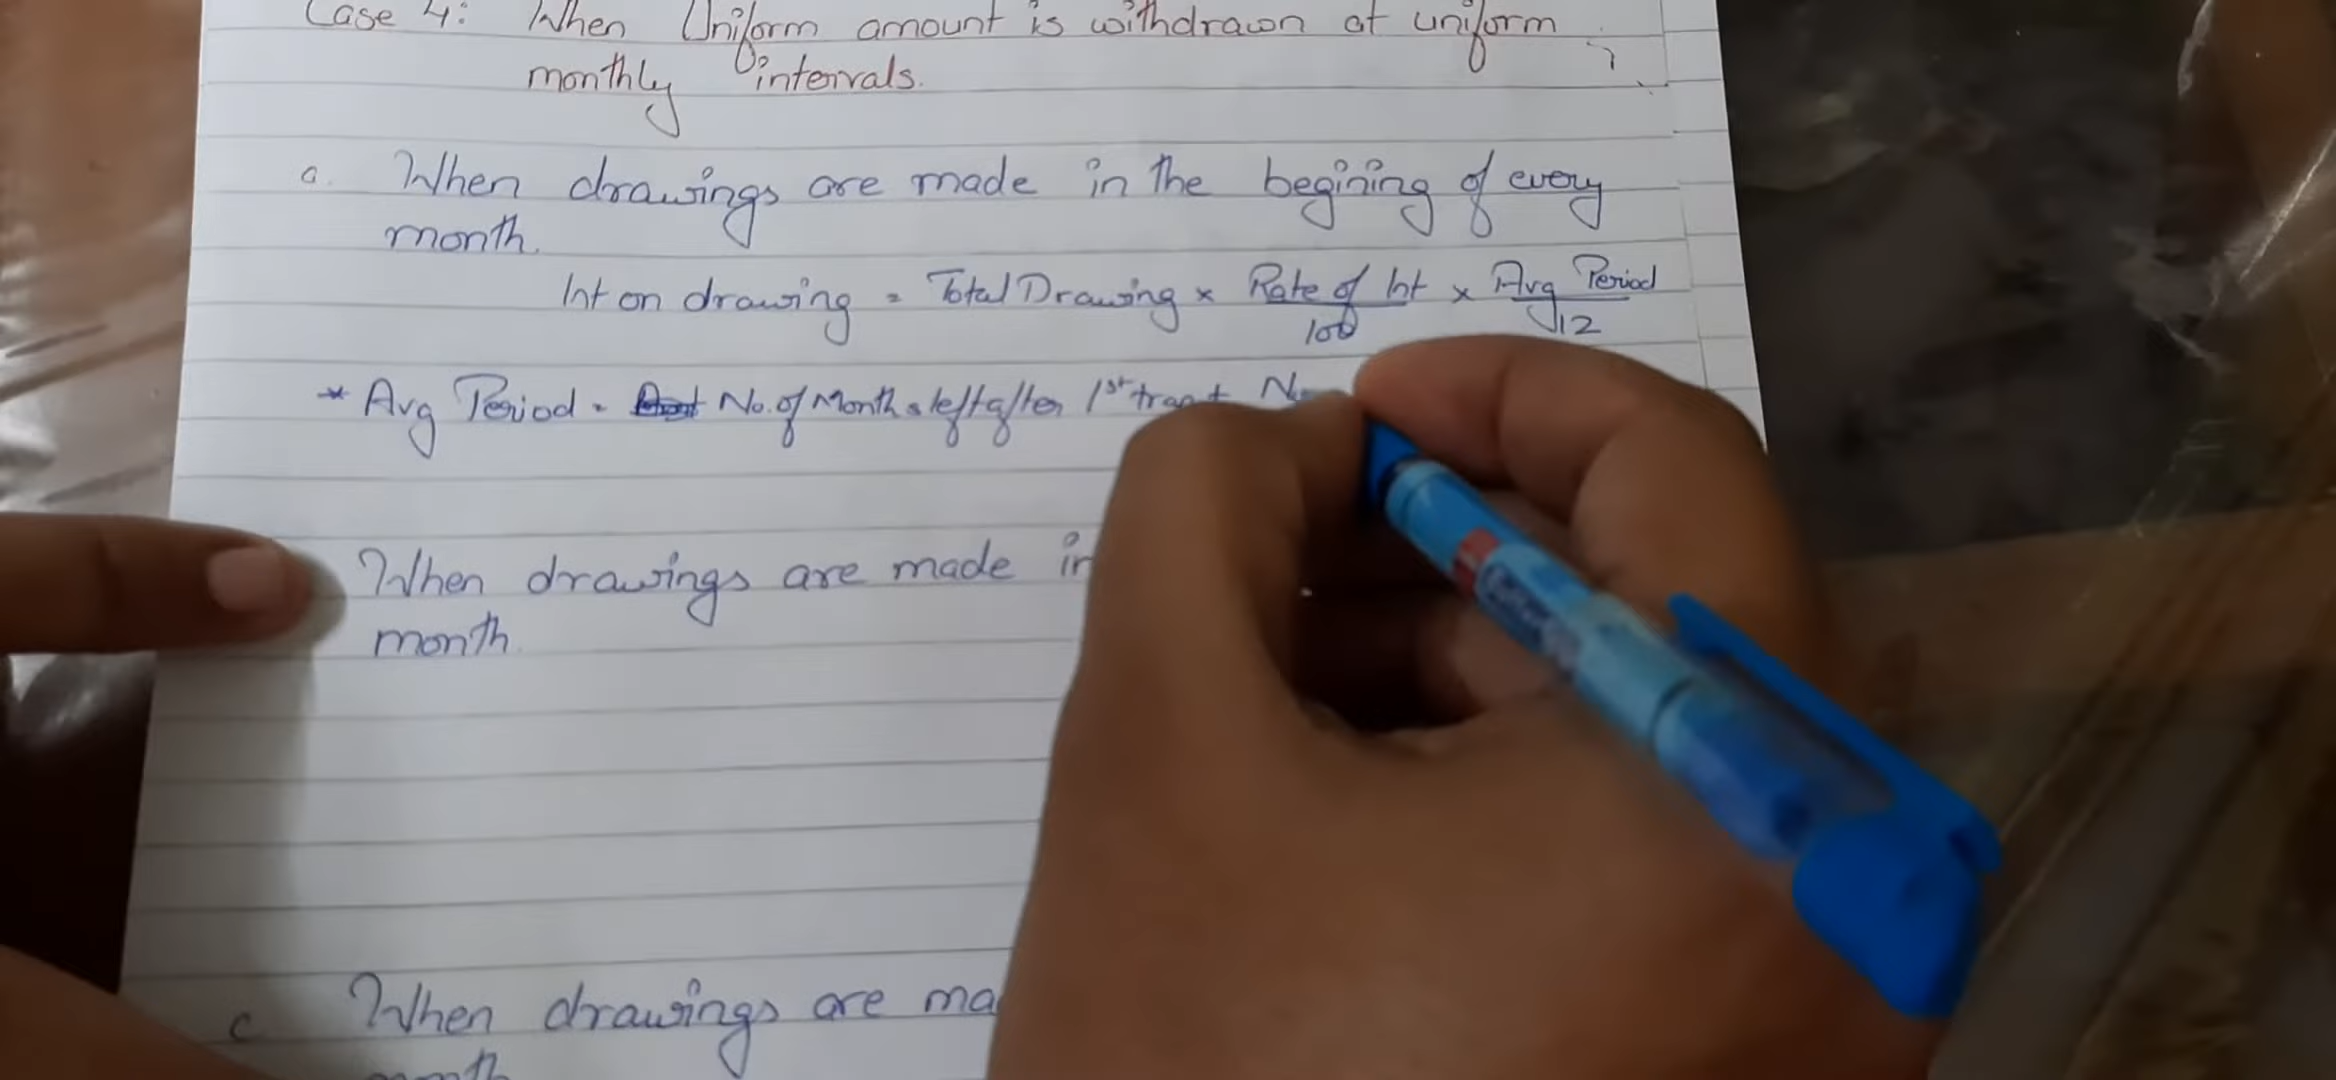 Case 4: When Uniform amount is withdrawn at uniform
monthly intervals.
a. When drawings are made in the begining of every
month.
Int on drawing = Total Drawing × Rate of Int / 100 × Avg Period / 12
* Avg Period = No. of Months left after 1st
When drawings are made in
month.
c When drawings are
month